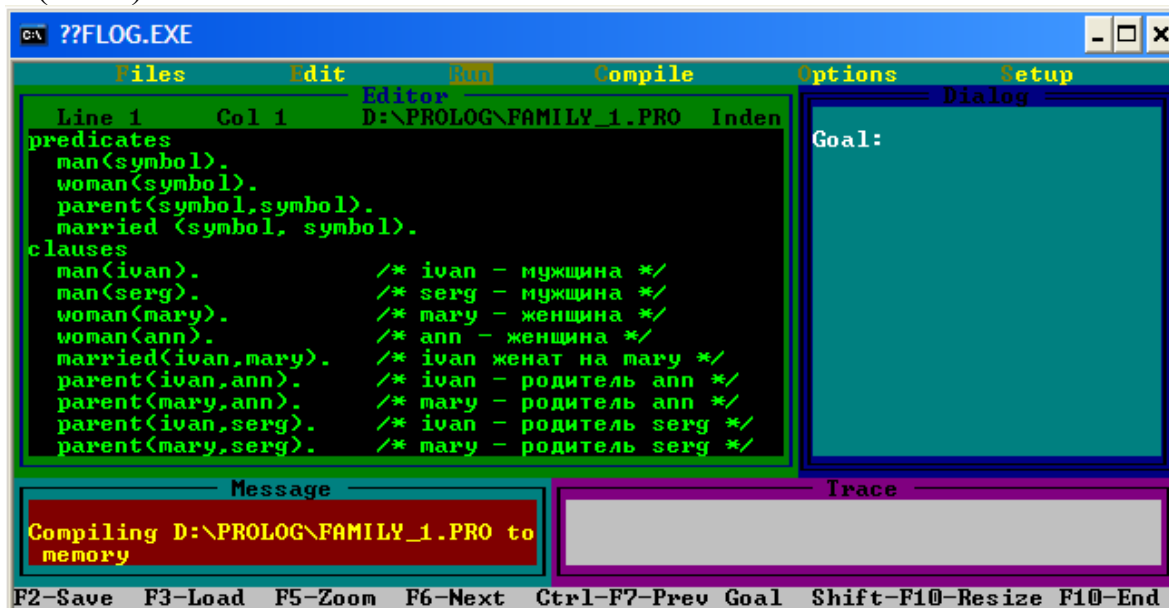 ??FLOG.EXE
Files Edit Run Compile Options Setup
Editor
Line 1 Col 1 D:\PROLOG\FAMILY_1.PRO Inden
predicates
man(symbol).
woman(symbol).
parent(symbol,symbol).
married (symbol, symbol).
clauses
man(ivan). /* ivan - мужщина */
man(serg). /* serg - мужщина */
woman(mary). /* mary - женщина */
woman(ann). /* ann - женщина */
married(ivan,mary). /* ivan женат на mary */
parent(ivan,ann). /* ivan - родитель ann */
parent(mary,ann). /* mary - родитель ann */
parent(ivan,serg). /* ivan - родитель serg */
parent(mary,serg). /* mary - родитель serg */
Dialog
Goal:
Message
Compiling D:\PROLOG\FAMILY_1.PRO to
memory
Trace
F2-Save F3-Load F5-Zoom F6-Next Ctrl-F7-Prev Goal Shift-F10-Resize F10-End